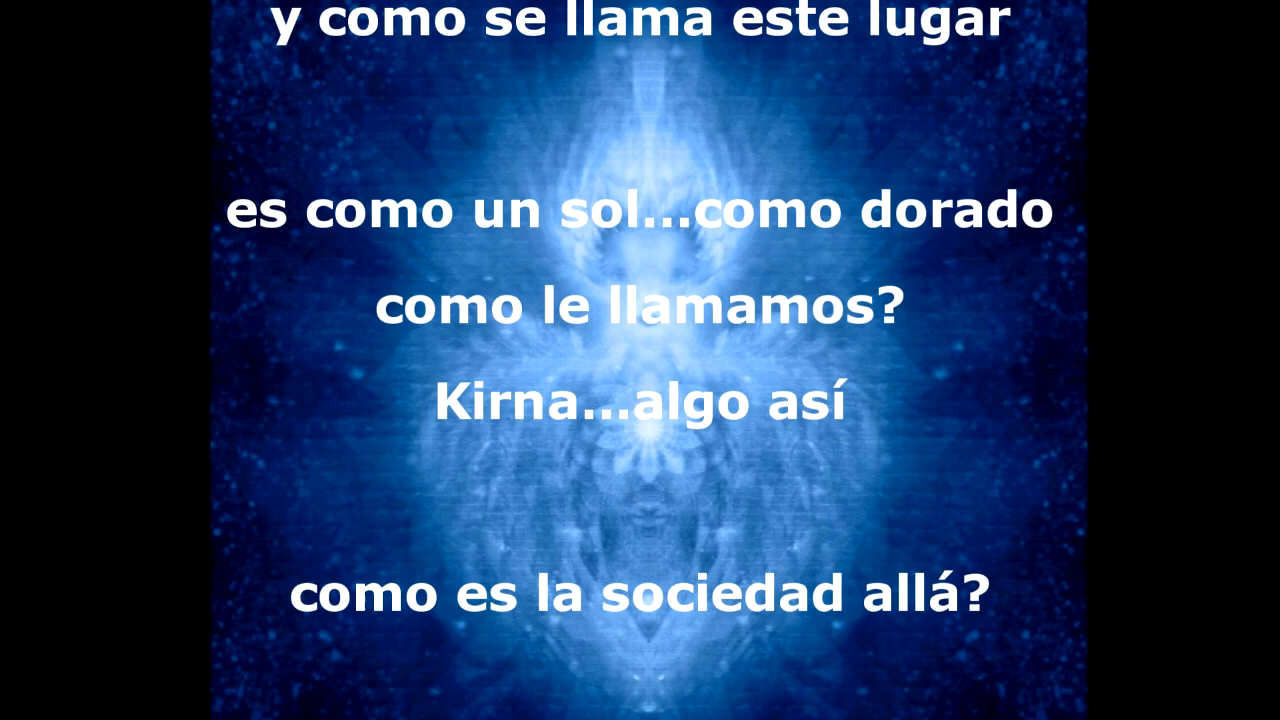 y como se llama este lugar
es como un sol...como dorado
como le llamamos?
Kirna...algo así
como es la sociedad allá?